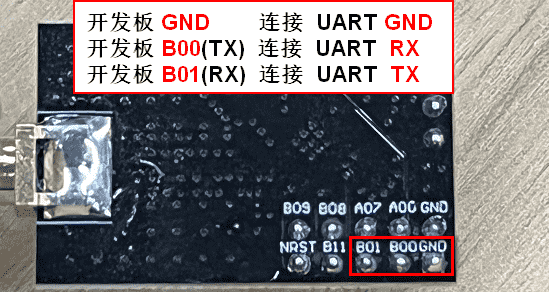 开发板 GND 连接 UART GND
开发板 B00(TX) 连接 UART RX
开发板 B01(RX) 连接 UART TX
B09 B08 A07 A00 GND
NRST B11 B01 B00 GND